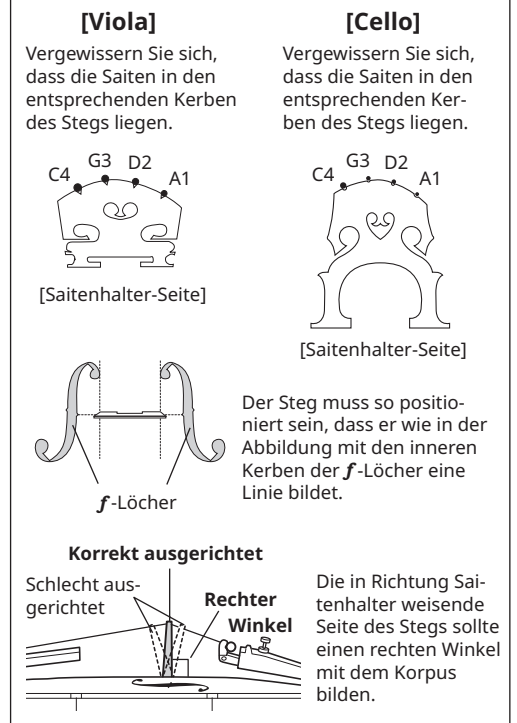 [Viola]
Vergewissern Sie sich,
dass die Saiten in den
entsprechenden Kerben
des Stegs liegen.
C4 G3 D2 A1
[Saitenhalter-Seite]
[Cello]
Vergewissern Sie sich,
dass die Saiten in den
entsprechenden Ker-
ben des Stegs liegen.
C4 G3 D2 A1
[Saitenhalter-Seite]
f-Löcher
Der Steg muss so positio-
niert sein, dass er wie in der
Abbildung mit den inneren
Kerben der f-Löcher eine
Linie bildet.
Korrekt ausgerichtet
Schlecht aus-
gerichtet
Rechter
Winkel
Die in Richtung Sai-
tenhalter weisende
Seite des Stegs sollte
einen rechten Winkel
mit dem Korpus
bilden.